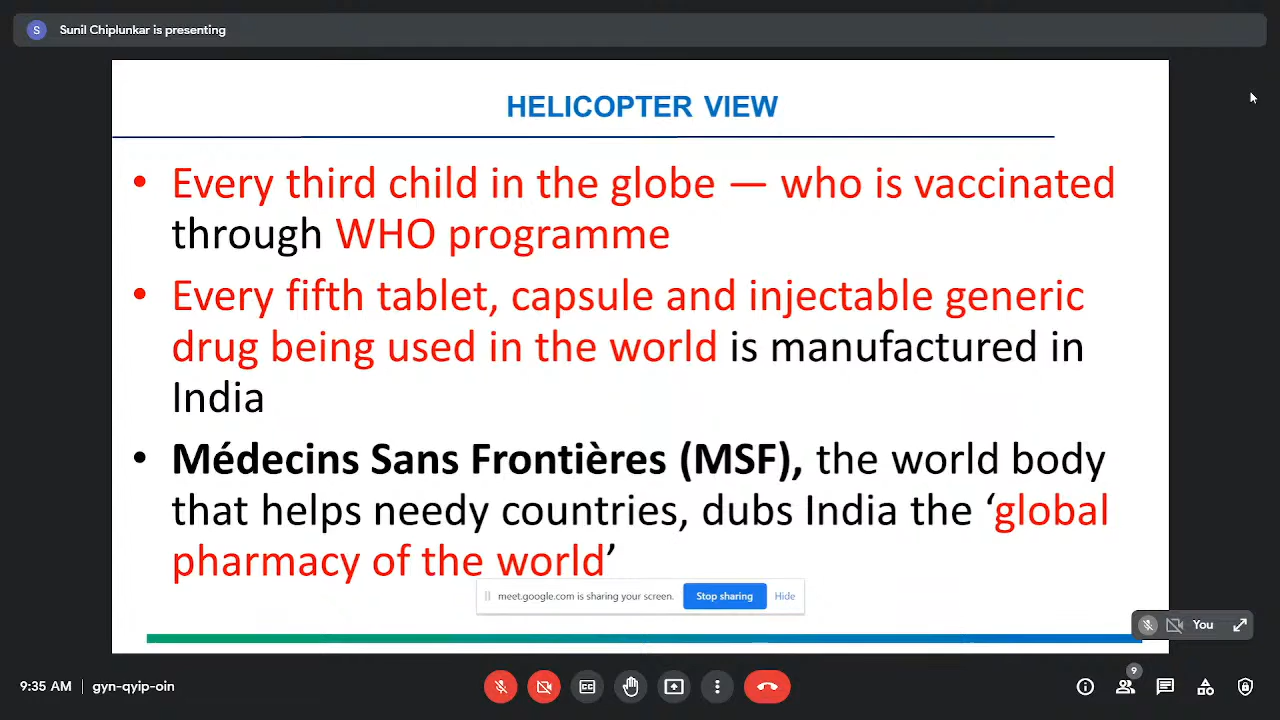 S Sunil Chiplunkar is presenting
HELICOPTER VIEW
• Every third child in the globe — who is vaccinated
through WHO programme
• Every fifth tablet, capsule and injectable generic
drug being used in the world is manufactured in
India
• Médecins Sans Frontières (MSF), the world body
that helps needy countries, dubs India the ‘global
pharmacy of the world’
meet.google.com is sharing your screen. Stop sharing Hide
You
9:35 AM | gyn-qyip-oin
9